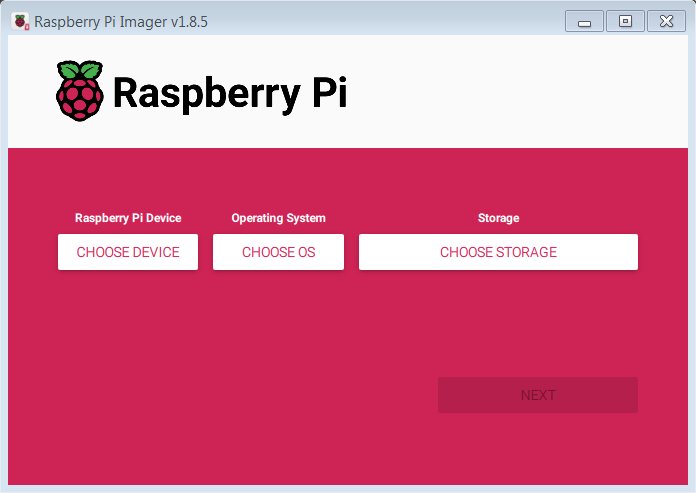 Raspberry Pi Imager v1.8.5
Raspberry Pi
Raspberry Pi Device
Operating System
Storage
CHOOSE DEVICE
CHOOSE OS
CHOOSE STORAGE
NEXT